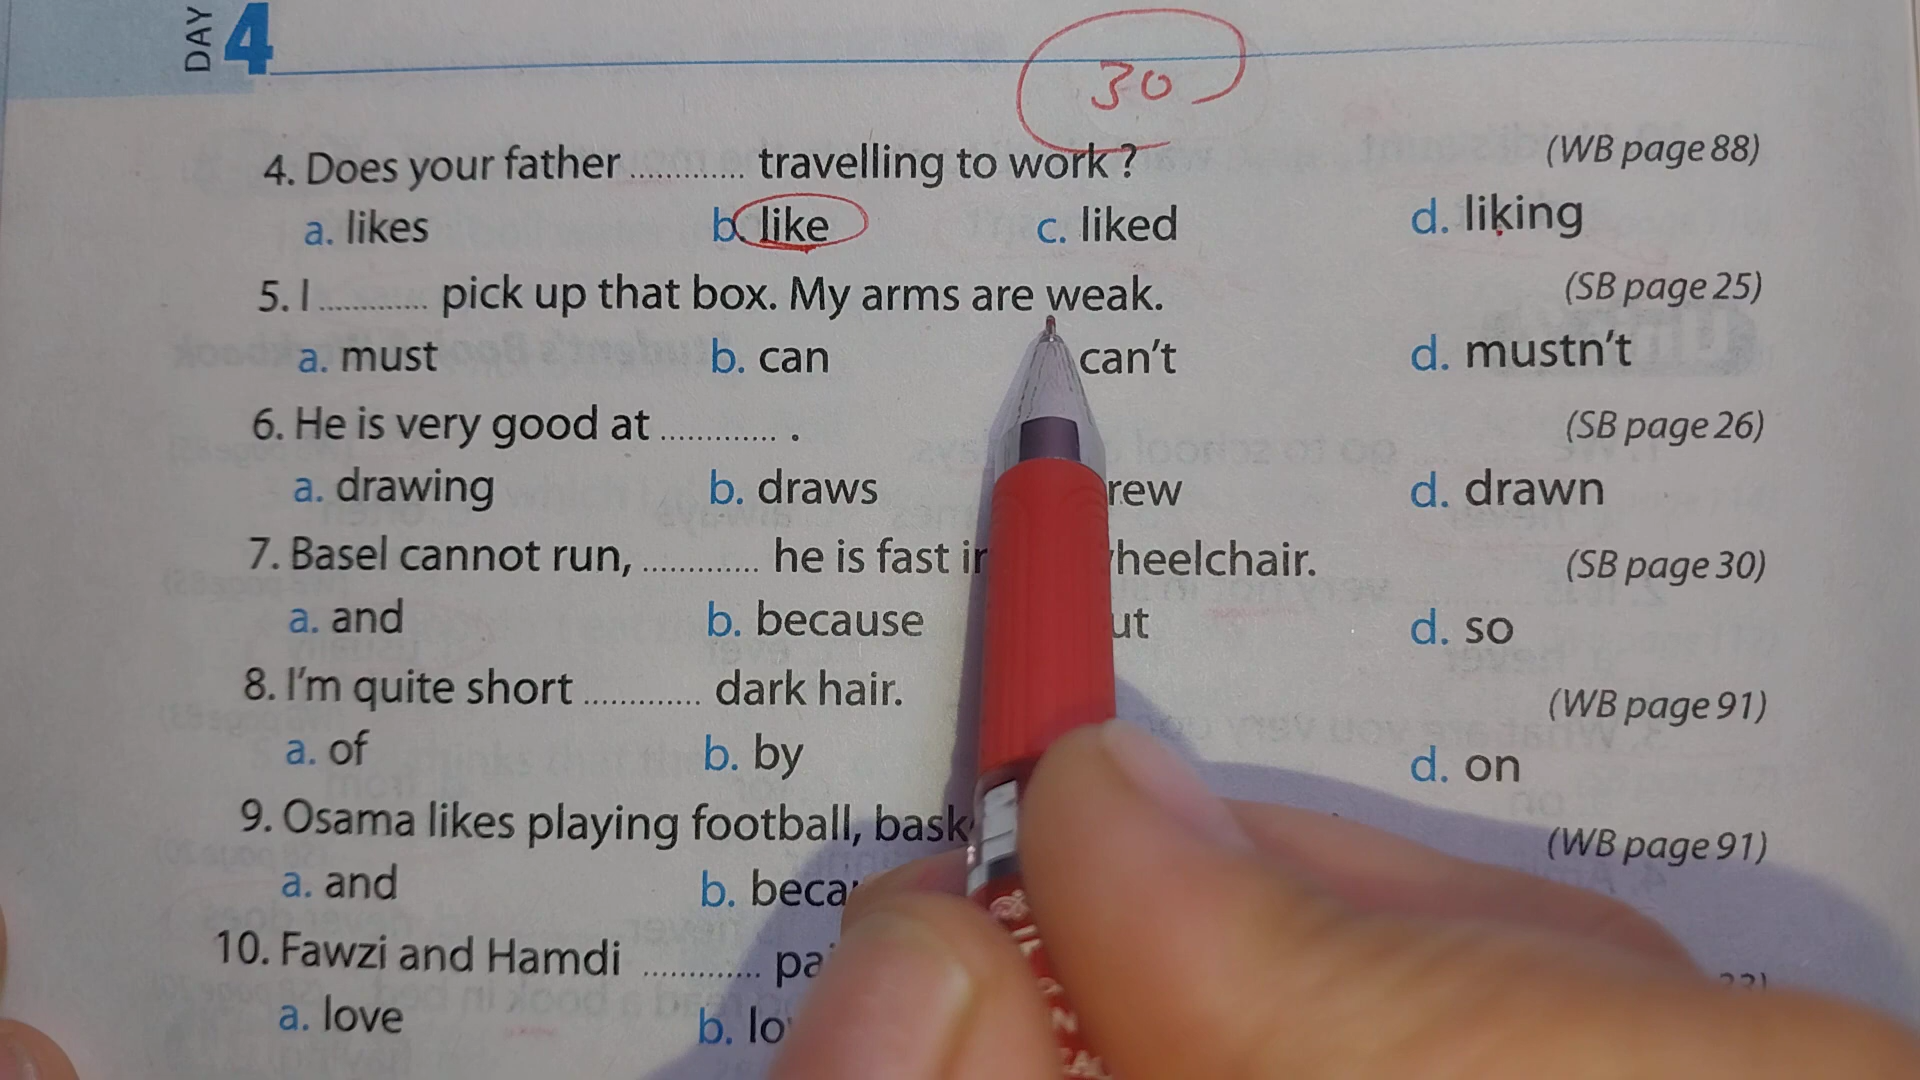 DAY 4
30
4. Does your father ............. travelling to work ? (WB page 88)
a. likes b. like c. liked d. liking
5. I ............. pick up that box. My arms are weak. (SB page 25)
a. must b. can can't d. mustn't
6. He is very good at ............. . (SB page 26)
a. drawing b. draws rew d. drawn
7. Basel cannot run, ............. he is fast in heelchair. (SB page 30)
a. and b. because ut d. so
8. I'm quite short ............. dark hair. (WB page 91)
a. of b. by d. on
9. Osama likes playing football, bask (WB page 91)
a. and b. beca
10. Fawzi and Hamdi ............. pa
a. love b. lo